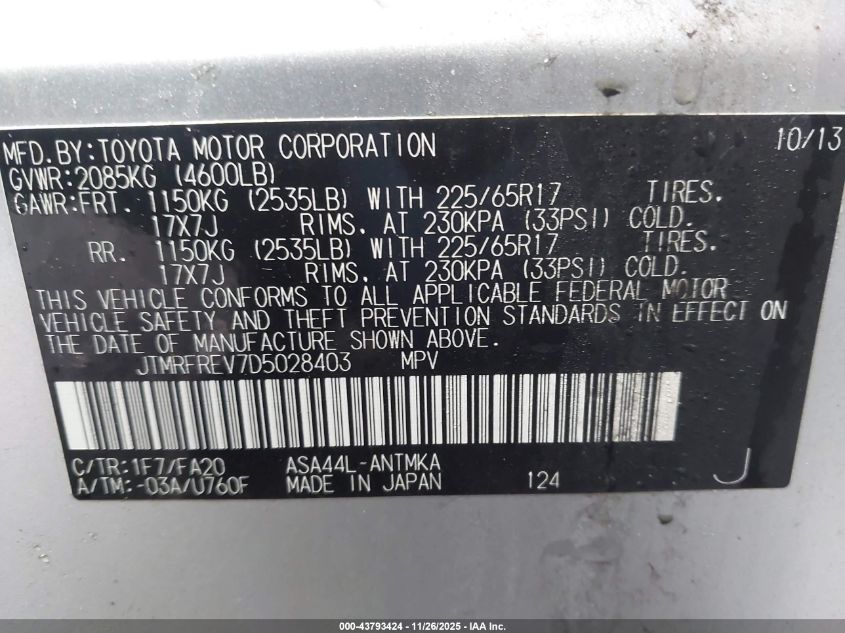 MFD.BY:TOYOTA MOTOR CORPORATION 10/13
GVWR:2085KG (4600LB)
GAWR:FRT. 1150KG (2535LB) WITH 225/65R17 TIRES.
17X7J RIMS. AT 230KPA (33PSI) COLD.
RR. 1150KG (2535LB) WITH 225/65R17 TIRES.
17X7J RIMS. AT 230KPA (33PSI) COLD.
THIS VEHICLE CONFORMS TO ALL APPLICABLE FEDERAL MOTOR
VEHICLE SAFETY AND THEFT PREVENTION STANDARDS IN EFFECT ON
THE DATE OF MANUFACTURE SHOWN ABOVE.
JTMRFREV7D5028403 MPV
C/TR:1F7/FA20 ASA44L-ANTMKA
A/TM:-03A/U760F MADE IN JAPAN 124 J
000-43793424 - 11/26/2025 - IAA Inc.